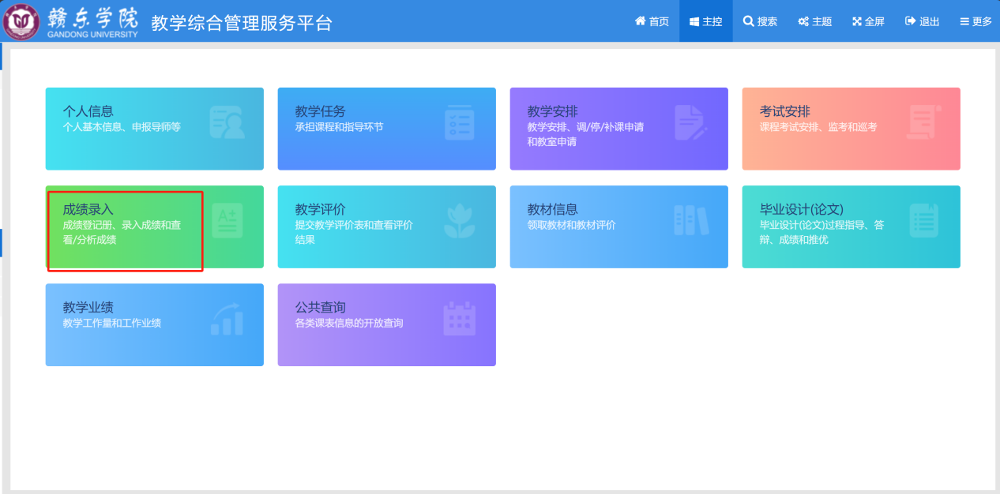 赣东学院
GANDONG UNIVERSITY
教学综合管理服务平台
首页
主控
搜索
主题
全屏
退出
更多
个人信息
个人基本信息、申报导师等
教学任务
承担课程和指导环节
教学安排
教学安排、调/停/补课申请
和教室申请
考试安排
课程考试安排、监考和巡考
成绩录入
成绩登记册、录入成绩和查
看/分析成绩
A+
教学评价
提交教学评价表和查看评价
结果
教材信息
领取教材和教材评价
毕业设计(论文)
毕业设计(论文)过程指导、答
辩、成绩和推优
教学业绩
教学工作量和工作业绩
公共查询
各类课表信息的开放查询